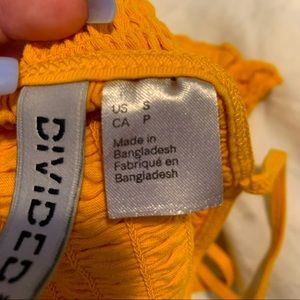 DIVIDED
US S
CA P
Made in
Bangladesh
Fabriqué en
Bangladesh